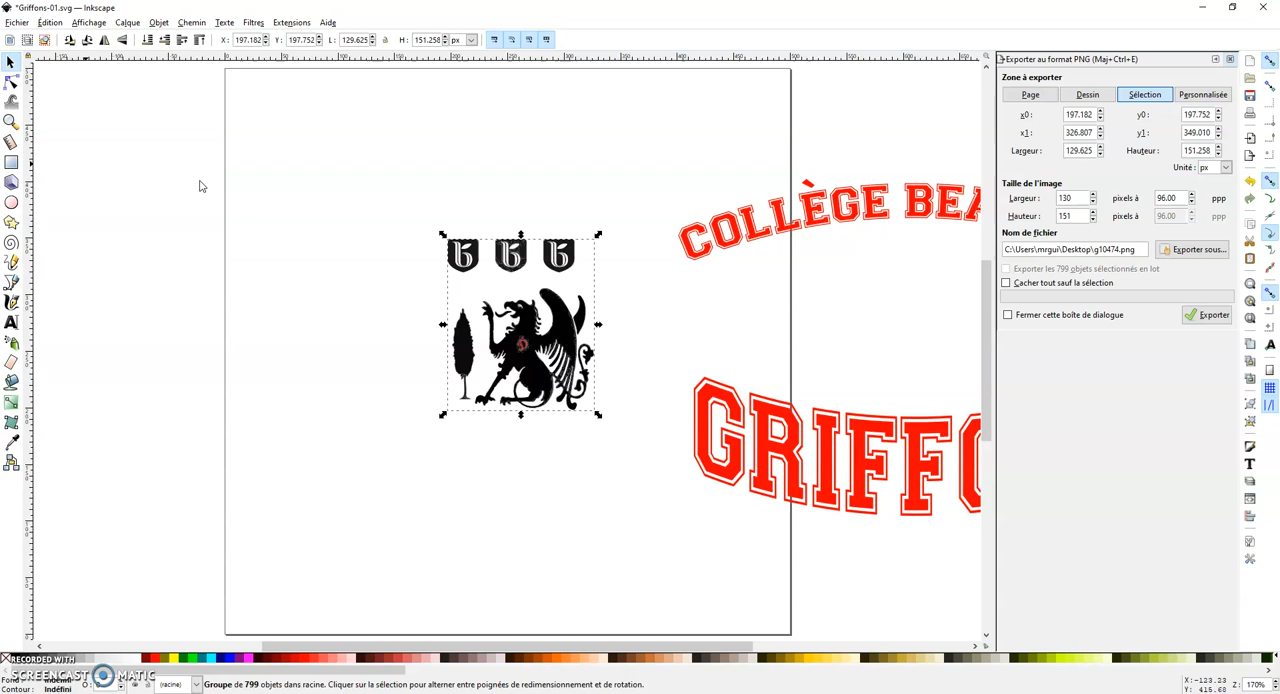 *Griffons-01.svg — Inkscape
Fichier Édition Affichage Calque Objet Chemin Texte Filtres Extensions Aide
X: 197.182 Y: 197.752 L: 129.625 H: 151.258 px
Exporter au format PNG (Maj+Ctrl+E)
Zone à exporter
Page Dessin Sélection Personnalisée
x0: 197.182 y0: 197.752
x1: 326.807 y1: 349.010
Largeur : 129.625 Hauteur : 151.258
Unité : px
Taille de l'image
Largeur : 130 pixels à 96.00 ppp
Hauteur : 151 pixels à 96.00 ppp
Nom de fichier
C:\Users\mrgui\Desktop\g10474.png Exporter sous...
Exporter les 799 objets sélectionnés en lot
Cacher tout sauf la sélection
Fermer cette boîte de dialogue Exporter
COLLÈGE BEA
GRIFFO
RECORDED WITH
SCREENCAST MATIC
Fond : Indéfini
Contour : Indéfini
O:
(racine)
Groupe de 799 objets dans racine. Cliquer sur la sélection pour alterner entre poignées de redimensionnement et de rotation.
X: -123.23
Y: 415.68
Z: 170%